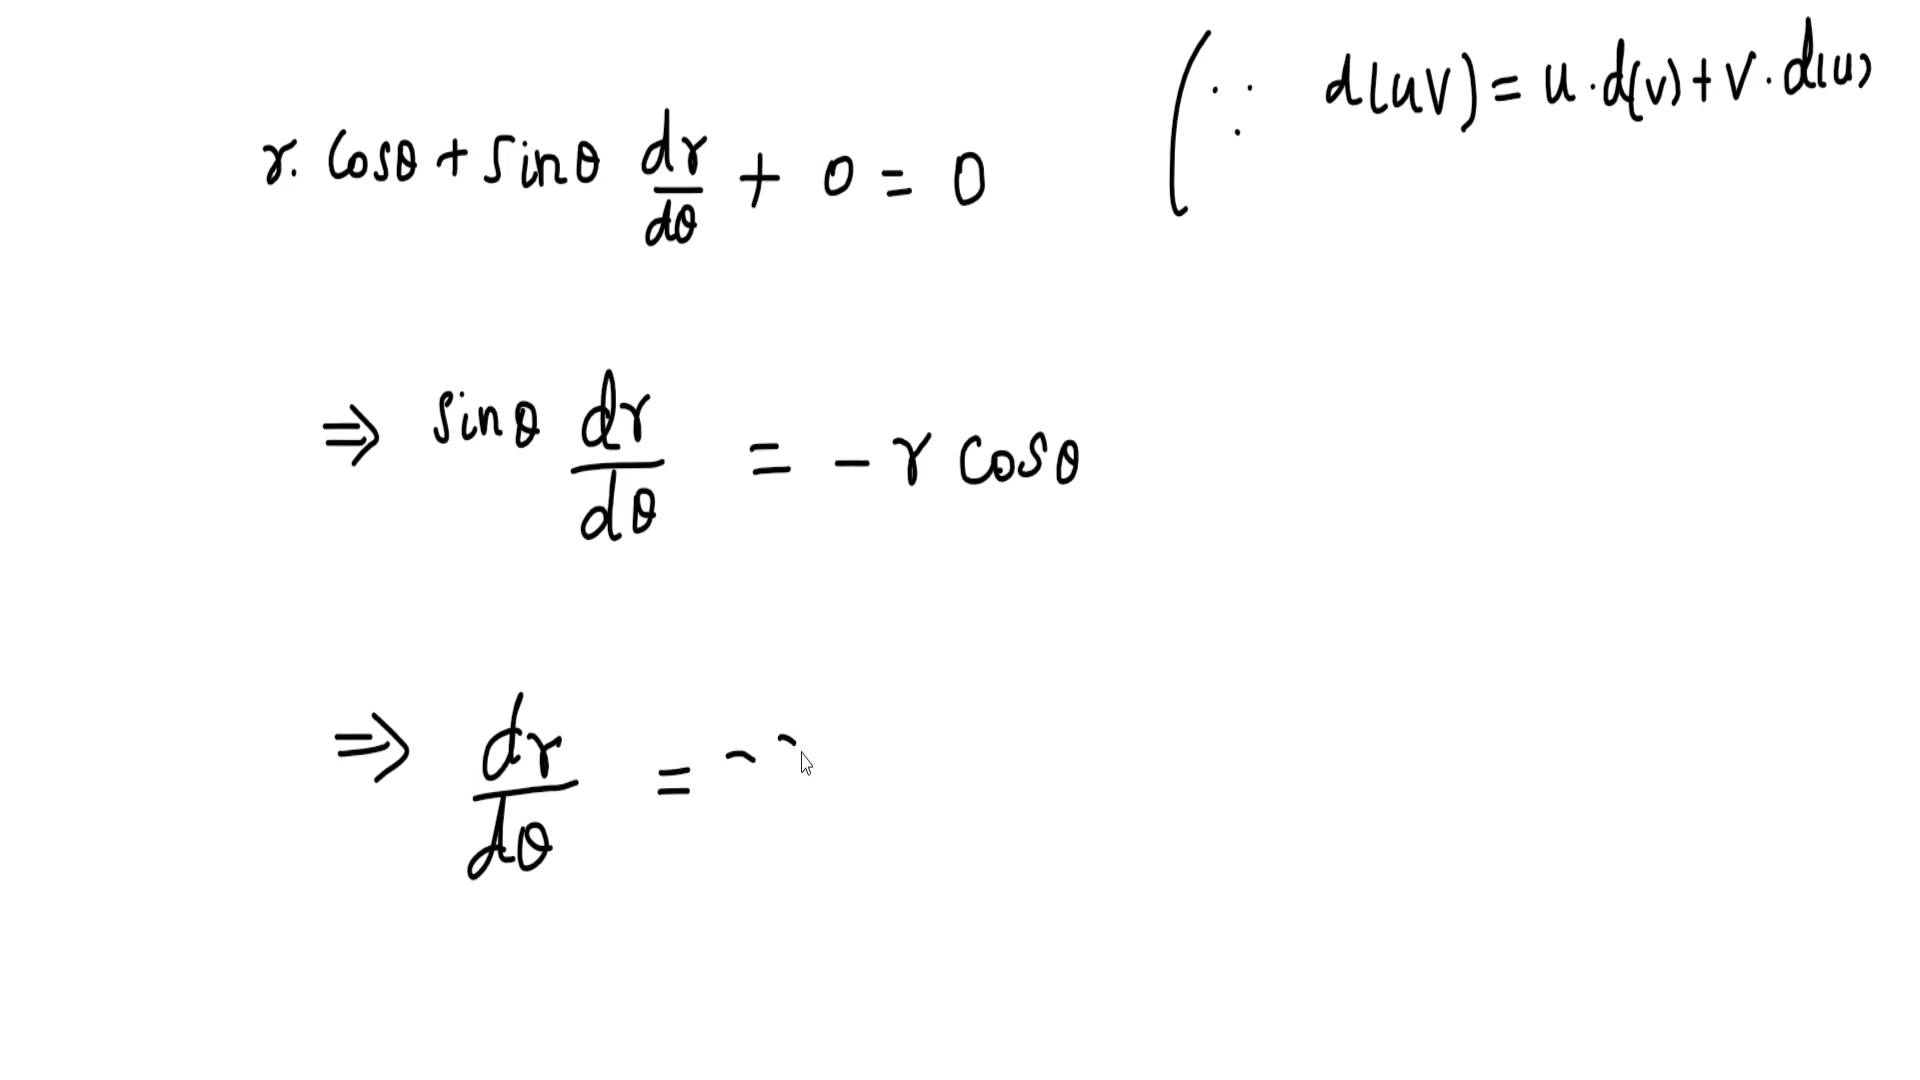 r. cosθ + sinθ dr/dθ + 0 = 0
(∵ d(uv) = u·d(v) + v·d(u)
⇒ sinθ dr/dθ = - r cosθ
⇒ dr/dθ = -